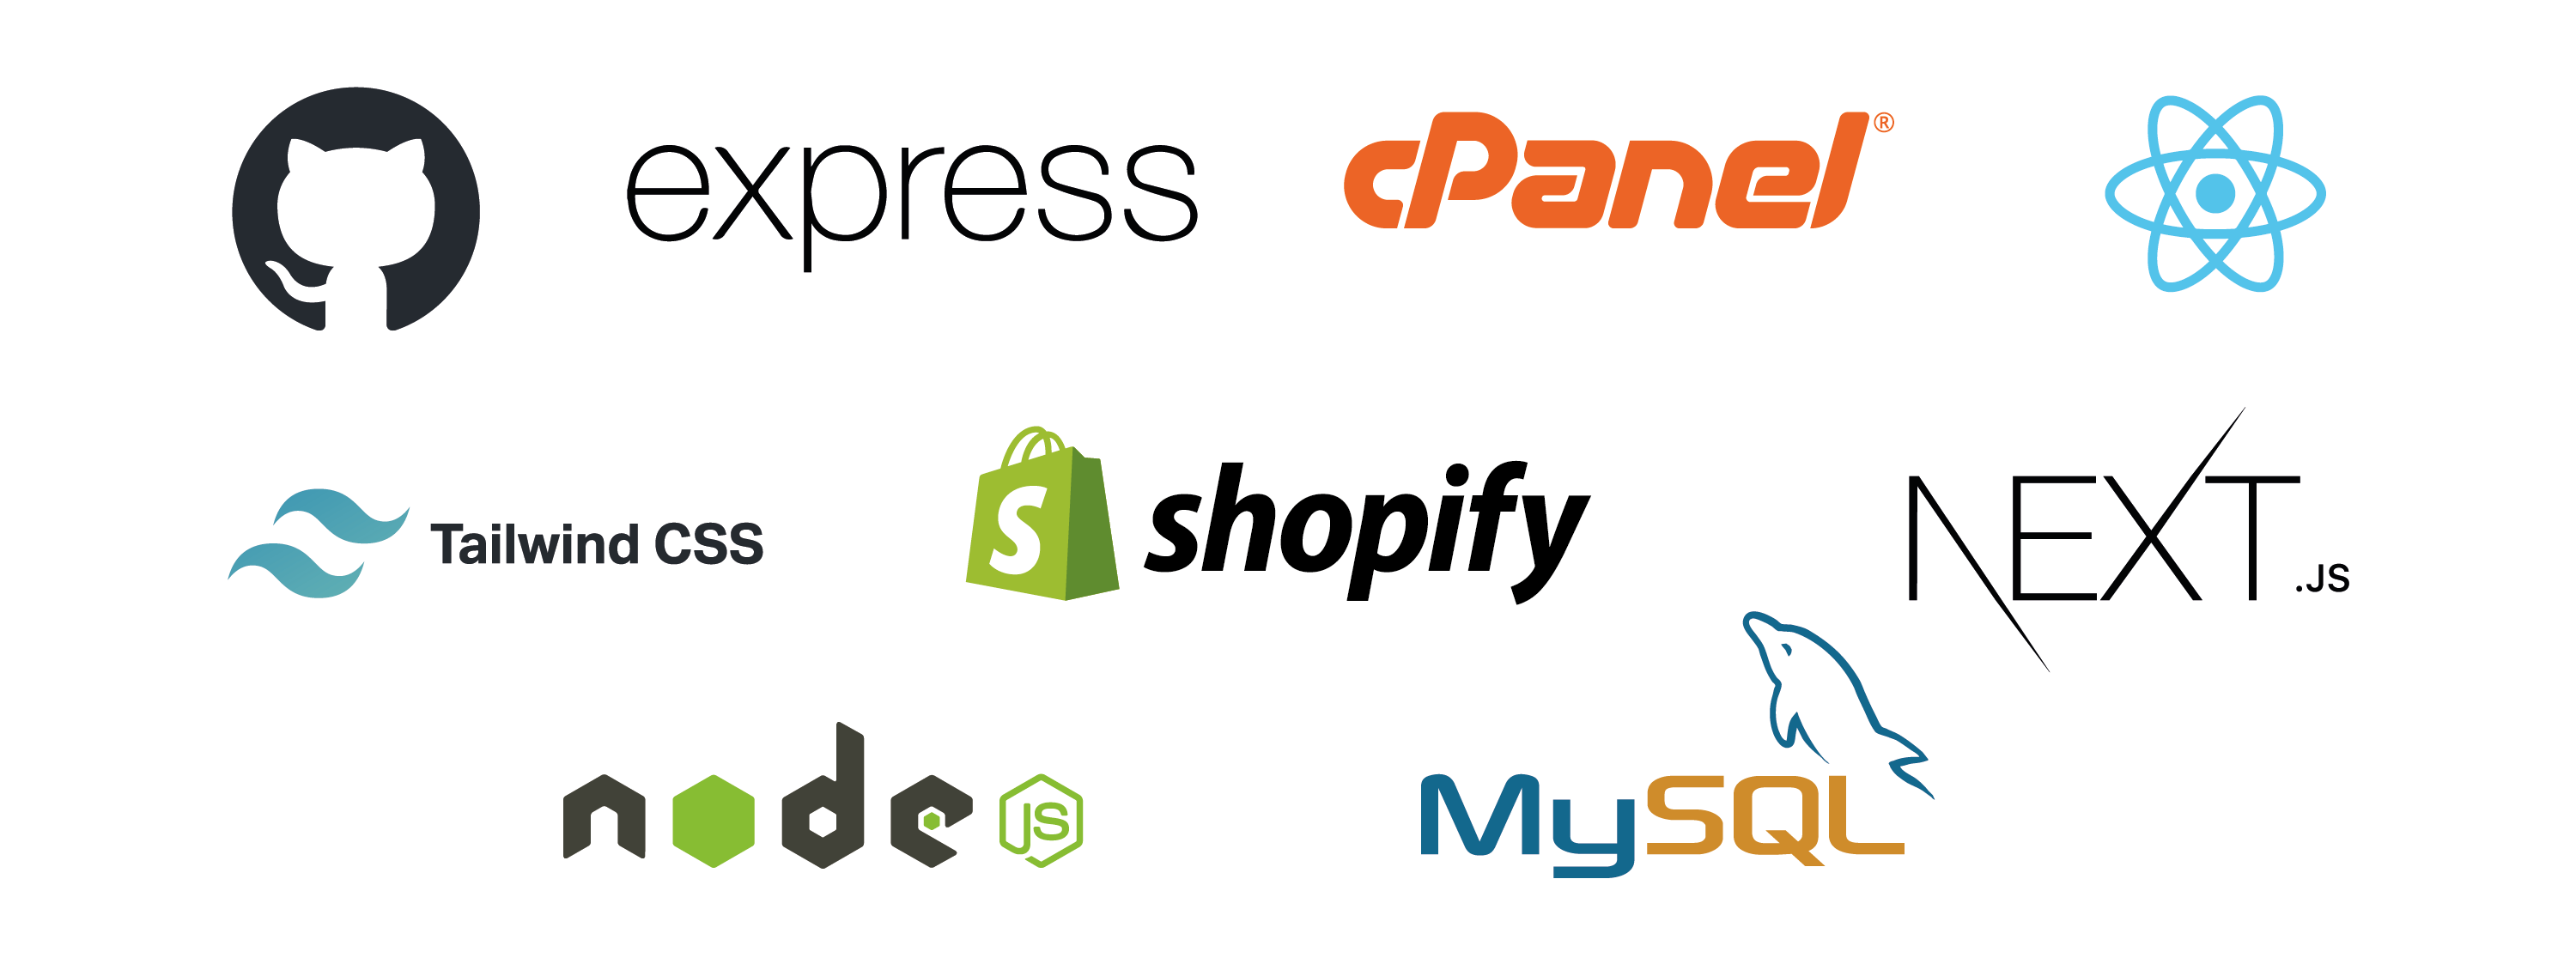 express
cPanel®
Tailwind CSS
S shopify
NEXT.JS
node JS
MySQL